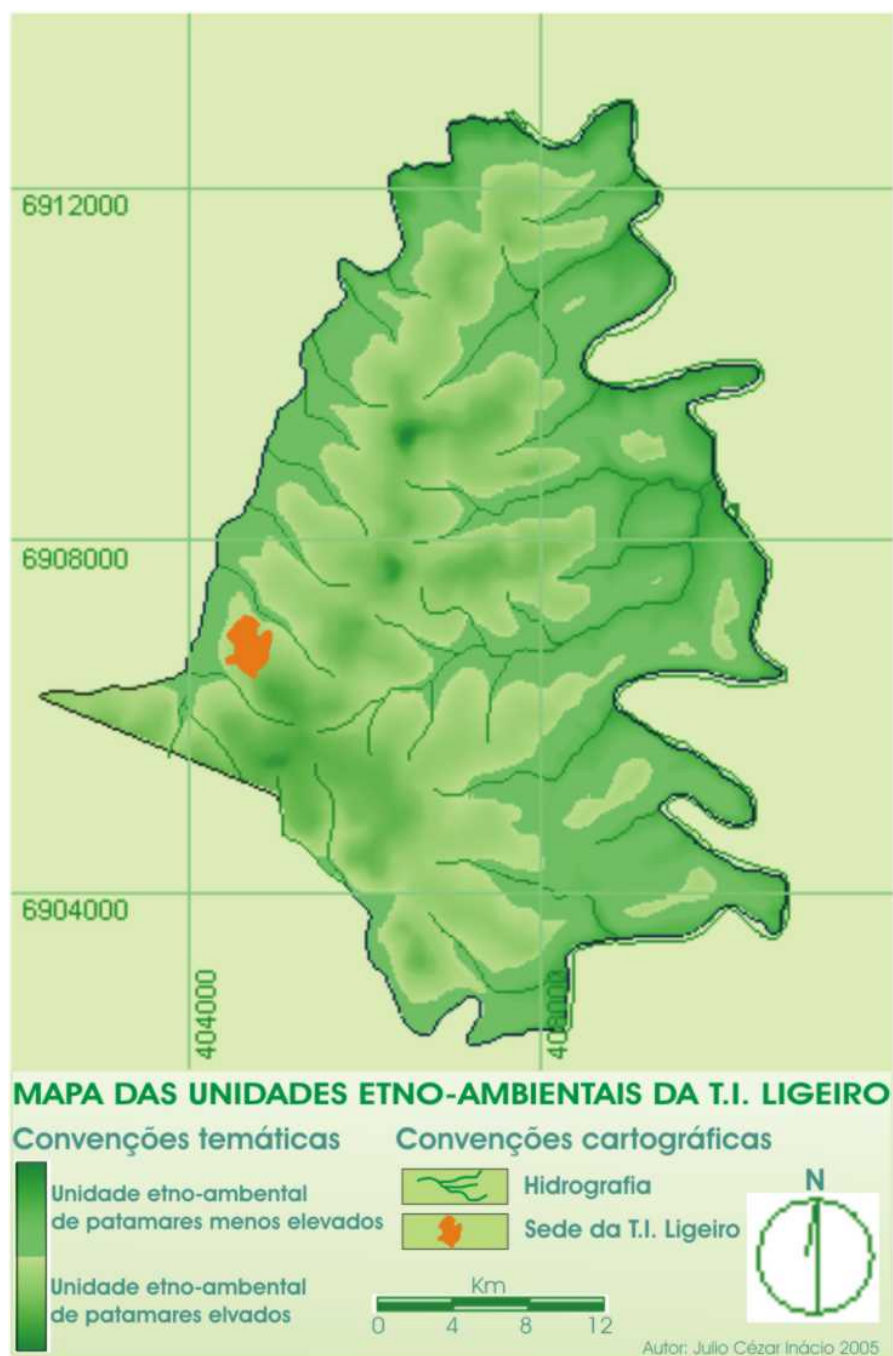 6912000
6908000
6904000
404000
408000
MAPA DAS UNIDADES ETNO-AMBIENTAIS DA T.I. LIGEIRO
Convenções temáticas
Unidade etno-ambental
de patamares menos elevados
Unidade etno-ambental
de patamares elvados
Convenções cartográficas
Hidrografia
Sede da T.I. Ligeiro
Km
0 4 8 12
N
Autor: Julio Cézar Inácio 2005